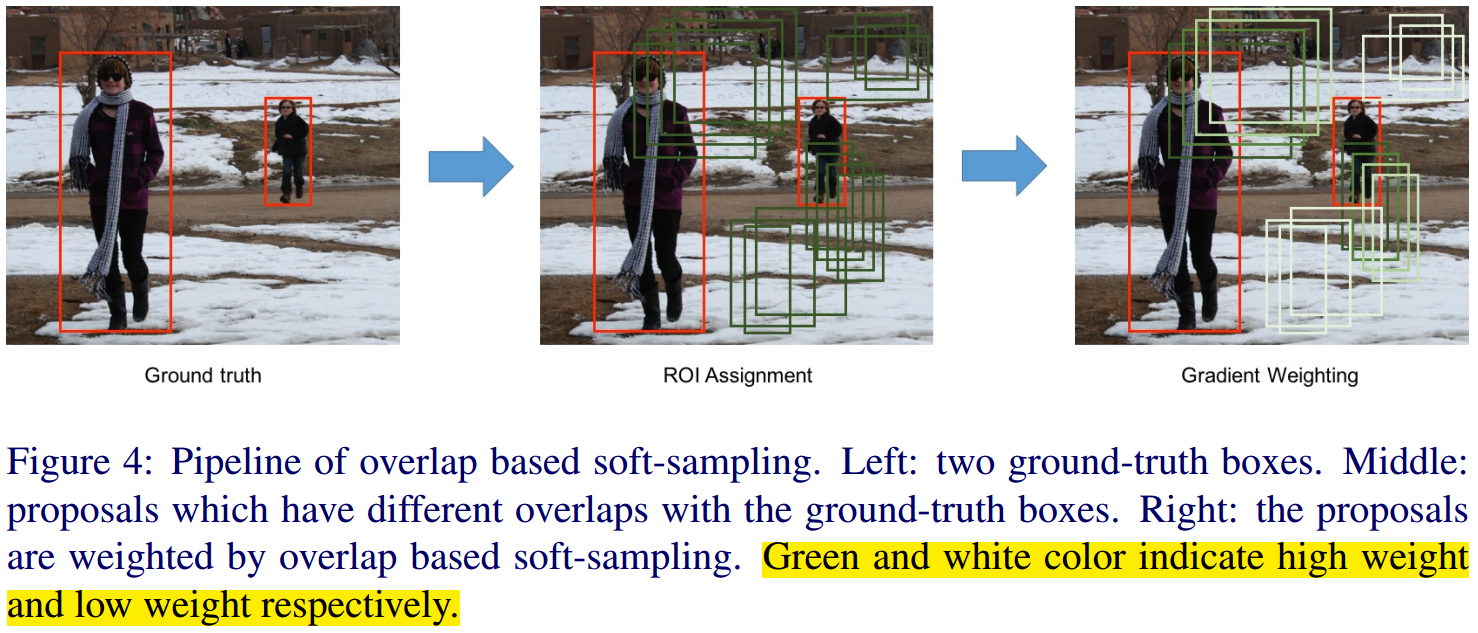 Ground truth
ROI Assignment
Gradient Weighting
Figure 4: Pipeline of overlap based soft-sampling. Left: two ground-truth boxes. Middle:
proposals which have different overlaps with the ground-truth boxes. Right: the proposals
are weighted by overlap based soft-sampling. Green and white color indicate high weight
and low weight respectively.